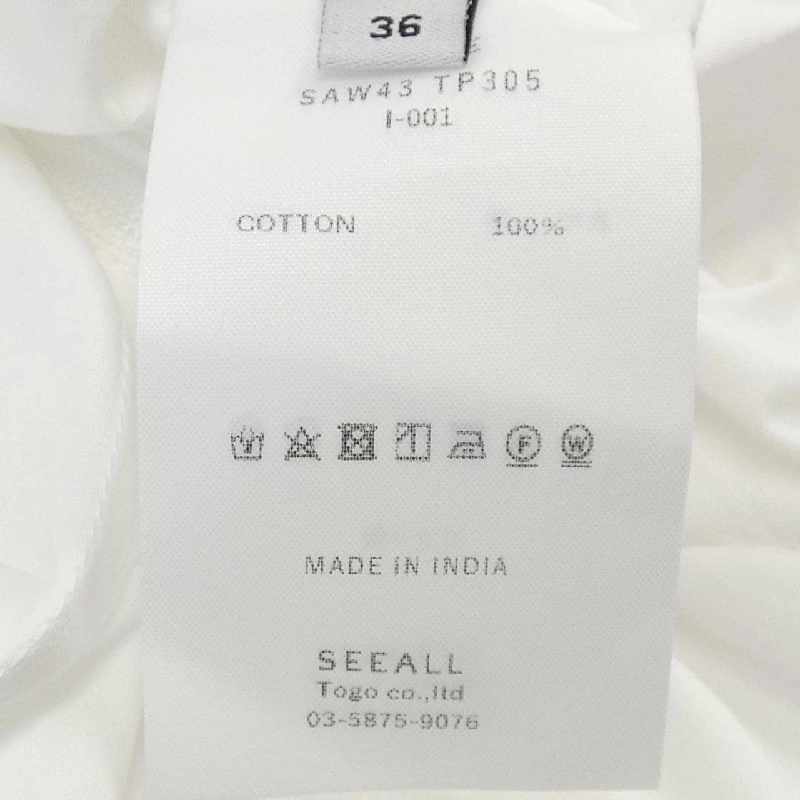 36
SAW43 TP305
I-001
COTTON 100%
F W
MADE IN INDIA
SEEALL
Togo co.,ltd
03-5875-9076